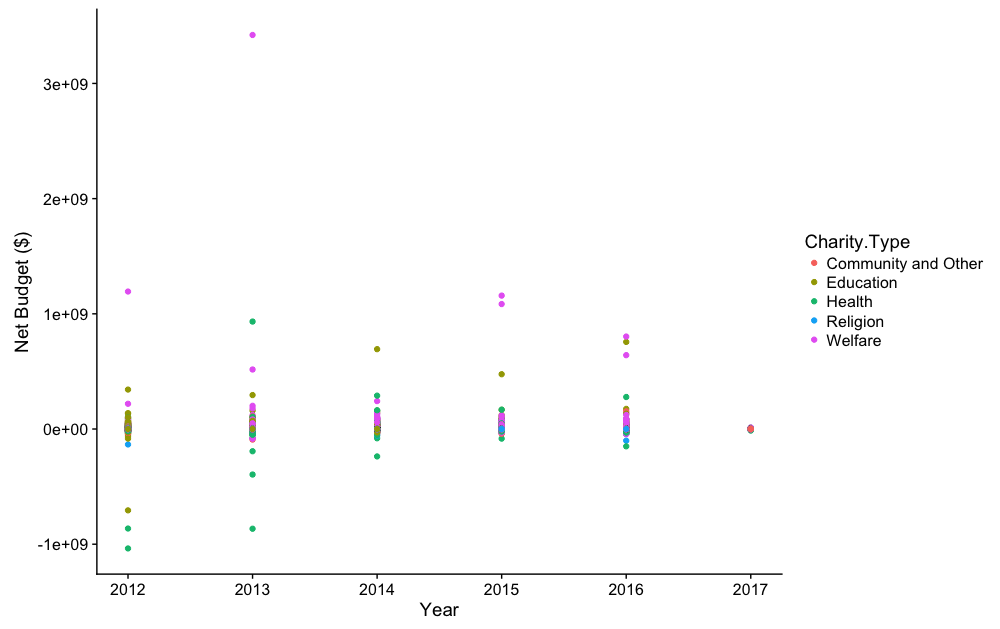 Net Budget ($)
3e+09
2e+09
1e+09
0e+00
-1e+09
2012 2013 2014 2015 2016 2017
Year
Charity.Type
Community and Other
Education
Health
Religion
Welfare